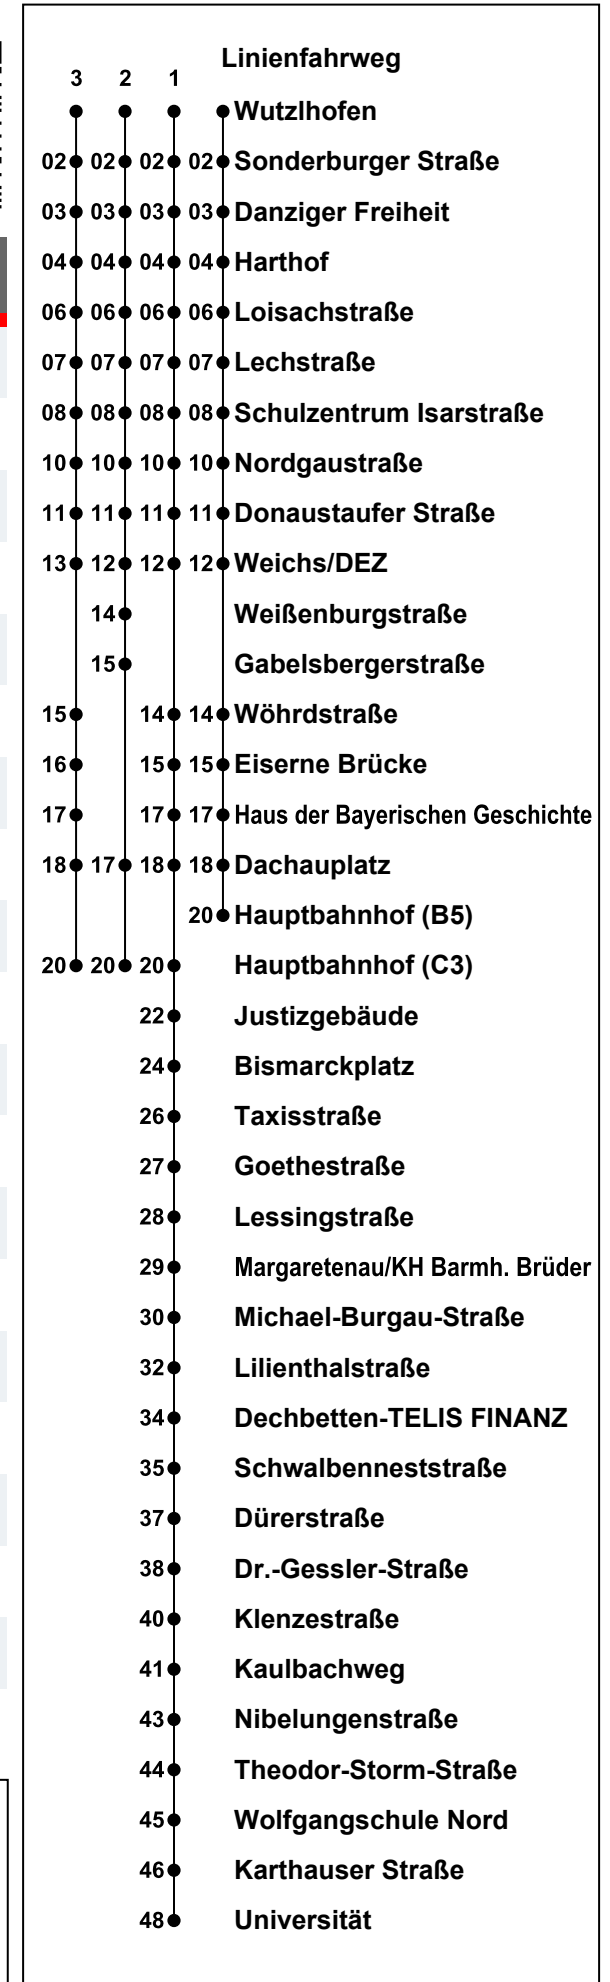 Linienfahrweg
3 2 1
Wutzlhofen
02 02 02 02 Sonderburger Straße
03 03 03 03 Danziger Freiheit
04 04 04 04 Harthof
06 06 06 06 Loisachstraße
07 07 07 07 Lechstraße
08 08 08 08 Schulzentrum Isarstraße
10 10 10 10 Nordgaustraße
11 11 11 11 Donaustaufer Straße
13 12 12 12 Weichs/DEZ
14 Weißenburgstraße
15 Gabelsbergerstraße
15 14 14 Wöhrdstraße
16 15 15 Eiserne Brücke
17 17 17 Haus der Bayerischen Geschichte
18 17 18 18 Dachauplatz
20 Hauptbahnhof (B5)
20 20 20 Hauptbahnhof (C3)
22 Justizgebäude
24 Bismarckplatz
26 Taxisstraße
27 Goethestraße
28 Lessingstraße
29 Margaretenau/KH Barmh. Brüder
30 Michael-Burgau-Straße
32 Lilienthalstraße
34 Dechbetten-TELIS FINANZ
35 Schwalbenneststraße
37 Dürerstraße
38 Dr.-Gessler-Straße
40 Klenzestraße
41 Kaulbachweg
43 Nibelungenstraße
44 Theodor-Storm-Straße
45 Wolfgangschule Nord
46 Karthauser Straße
48 Universität